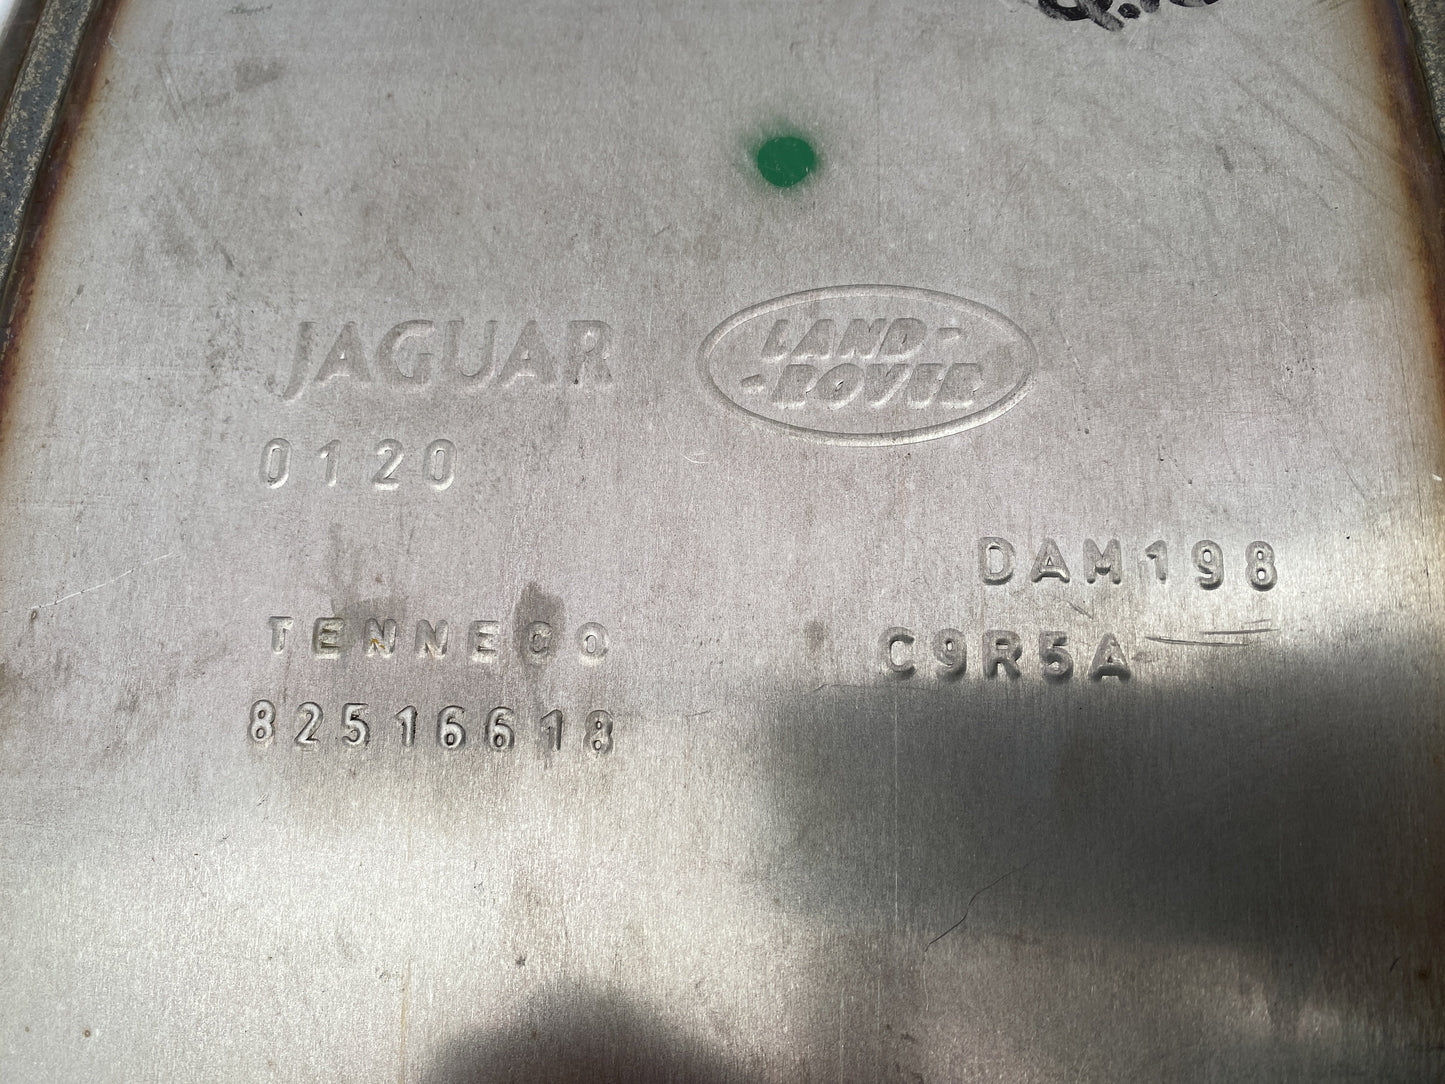 JAGUAR
LAND-
-ROVER
0120
DAM198
TENNECO
C9R5A
82516618